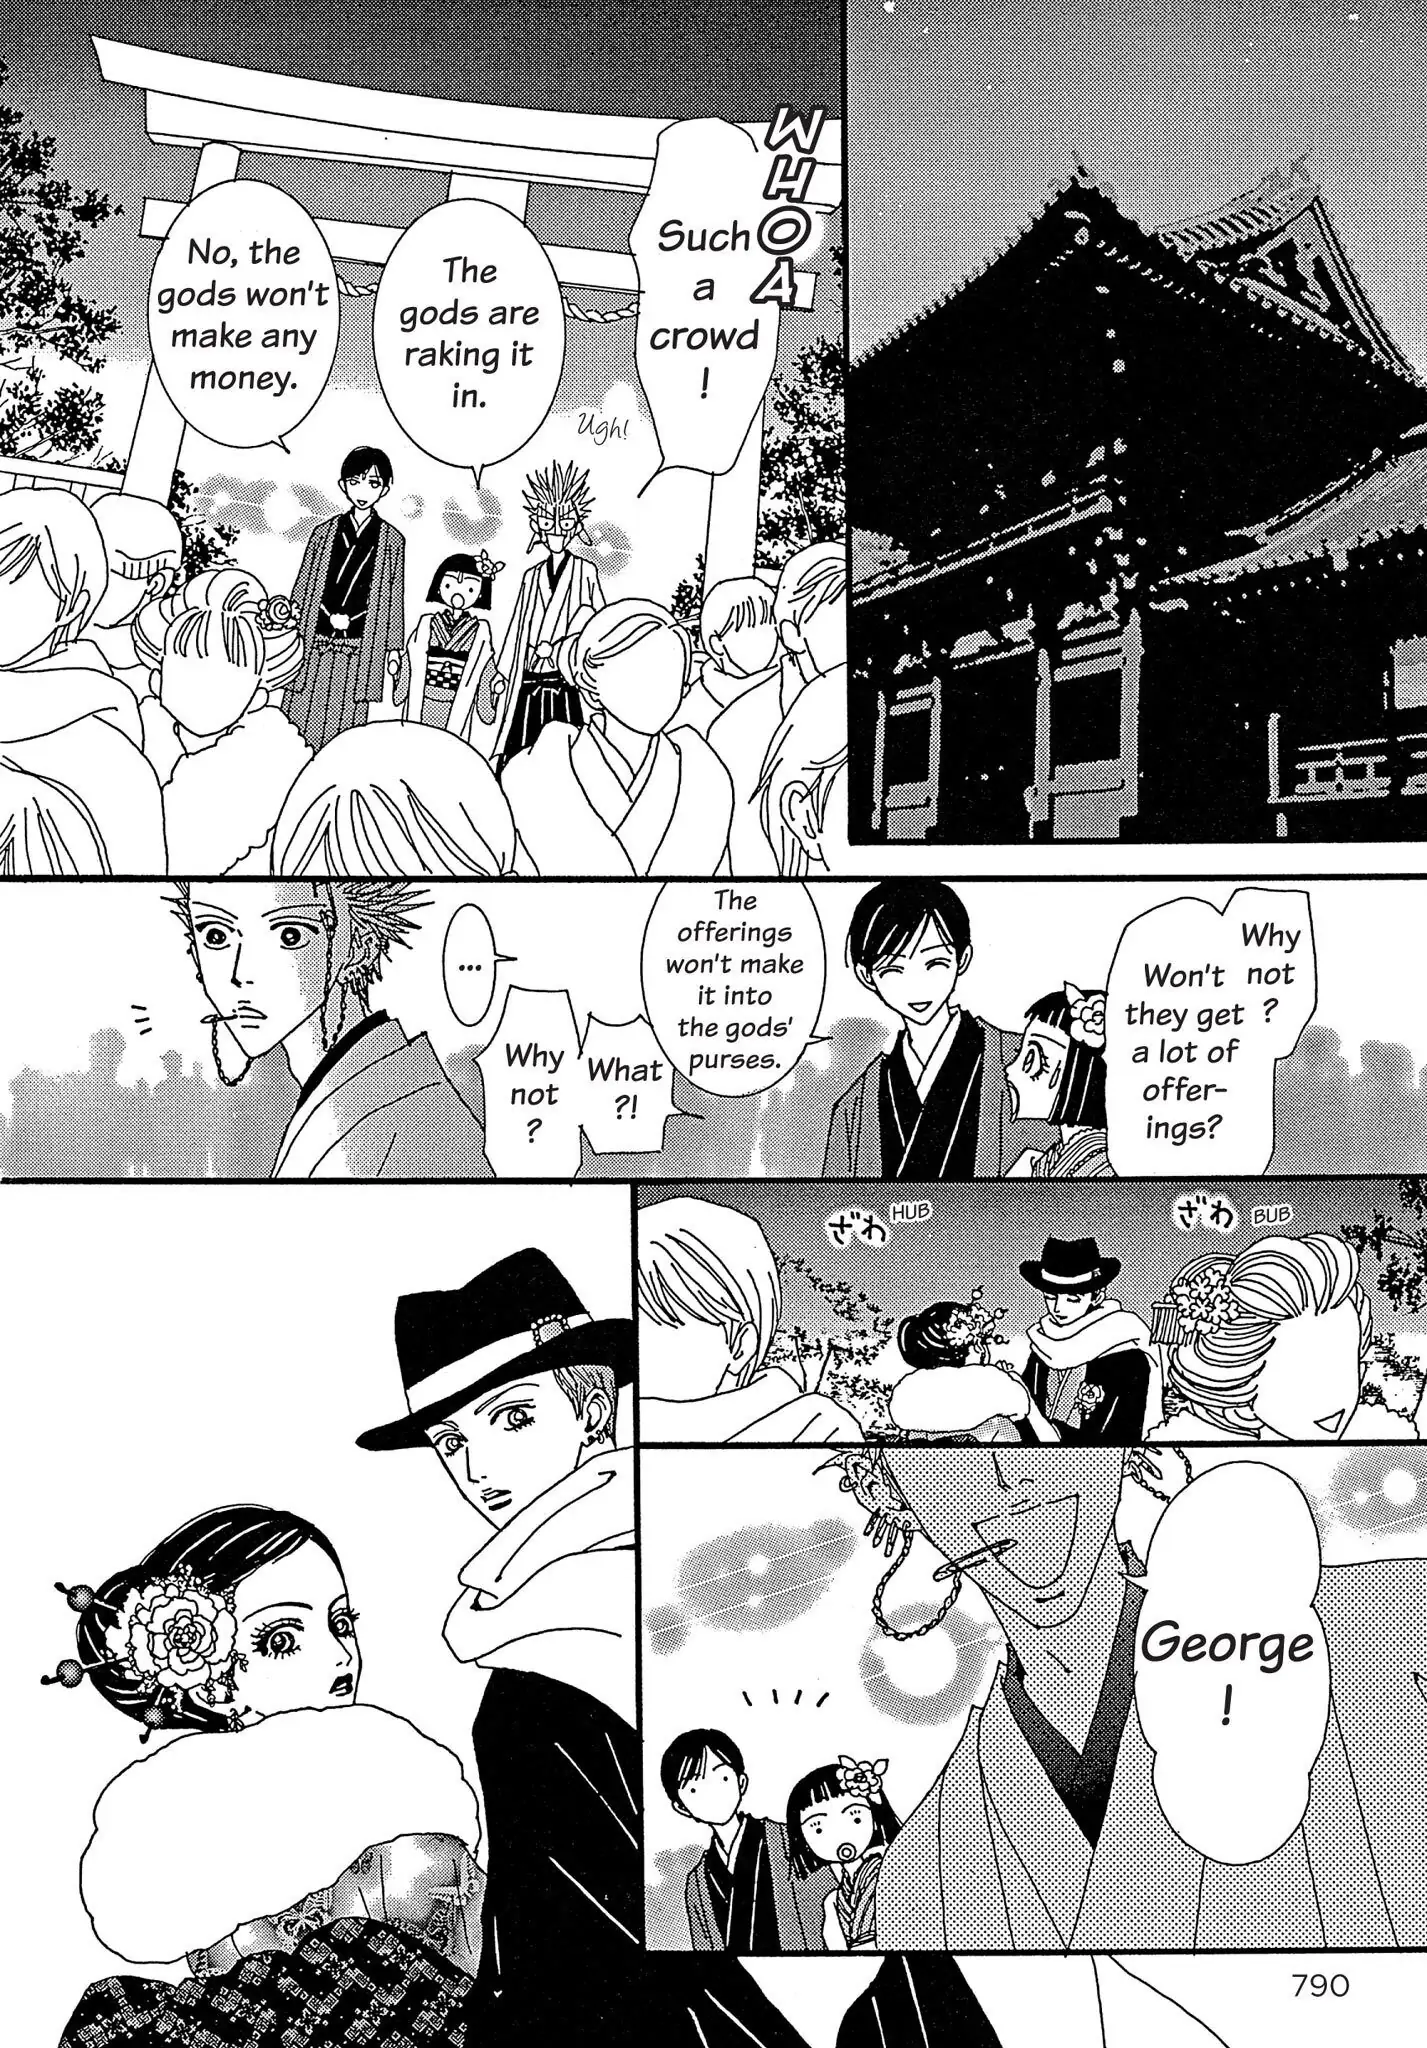 WHOA
Such
a
crowd
!
Ugh!
The
gods are
raking it
in.
No, the
gods won't
make any
money.
Why
not
?
Won't
they get
a lot of
offer-
ings?
The
offerings
won't make
it into
the gods'
purses.
What
?!
Why
not
?
...
ざわ
BUB
ざわ
HUB
George
!
790